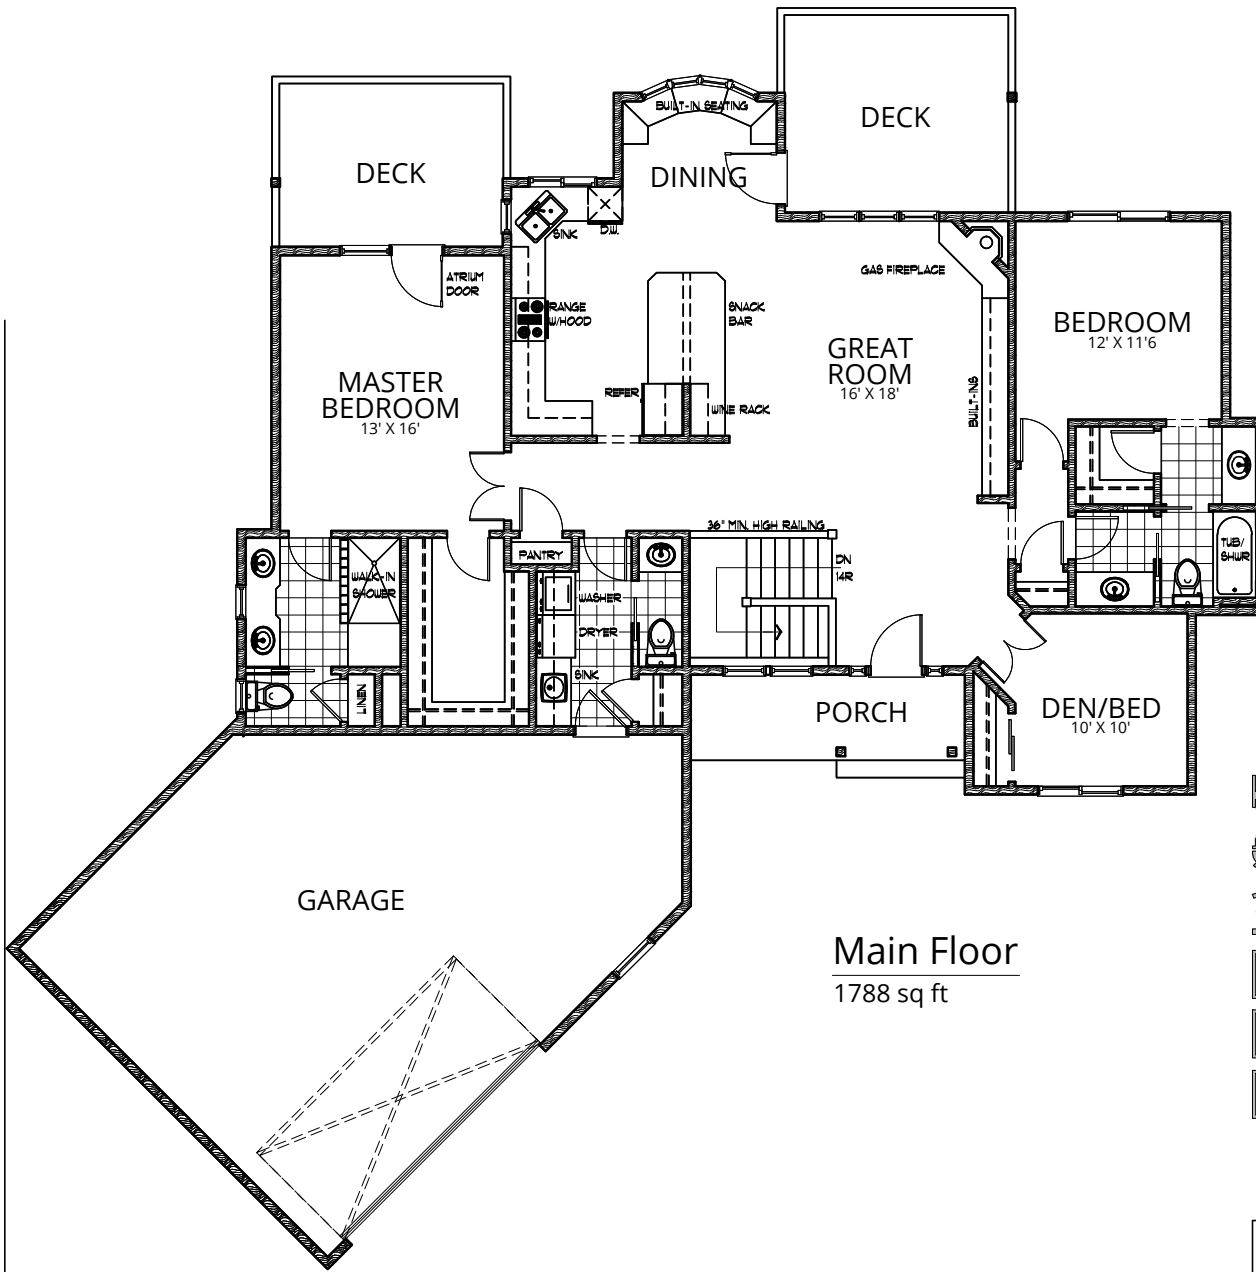 DECK
DECK
BUILT-IN SEATING
DINING
SINK
D.W.
ATRIUM
DOOR
RANGE
W/HOOD
SNACK
BAR
GAS FIREPLACE
BEDROOM
12' X 11'6
GREAT
ROOM
16' X 18'
MASTER
BEDROOM
13' X 16'
REFER
WINE RACK
BUILT-INS
36" MIN. HIGH RAILING
DN
14R
PANTRY
WALK-IN
SHOWER
WASHER
DRYER
SINK
LINEN
TUB/
SHWR
PORCH
DEN/BED
10' X 10'
GARAGE
Main Floor
1788 sq ft